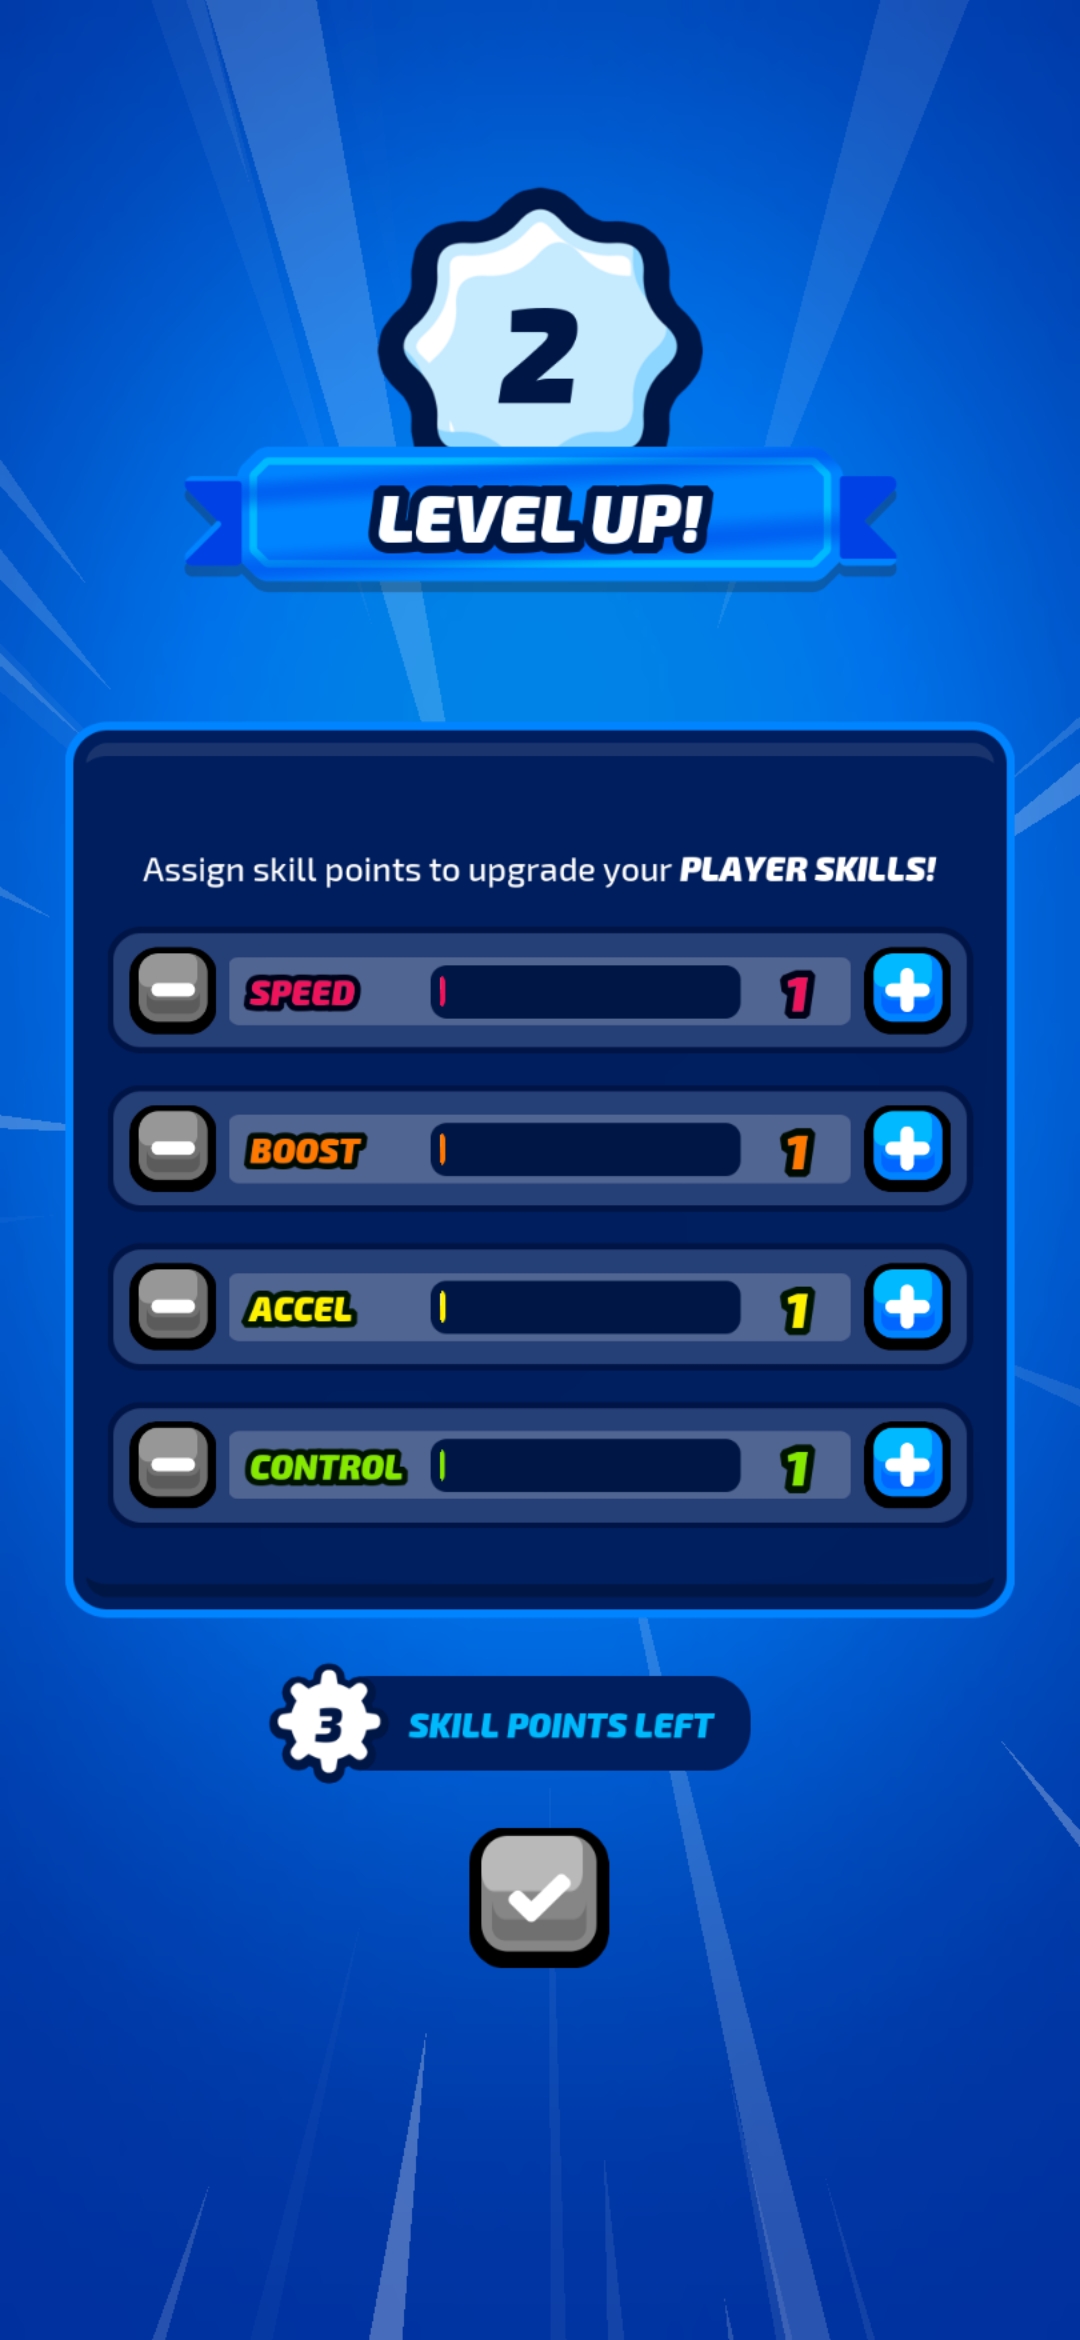 2
LEVEL UP!
Assign skill points to upgrade your PLAYER SKILLS!
SPEED 1
BOOST 1
ACCEL 1
CONTROL 1
3 SKILL POINTS LEFT